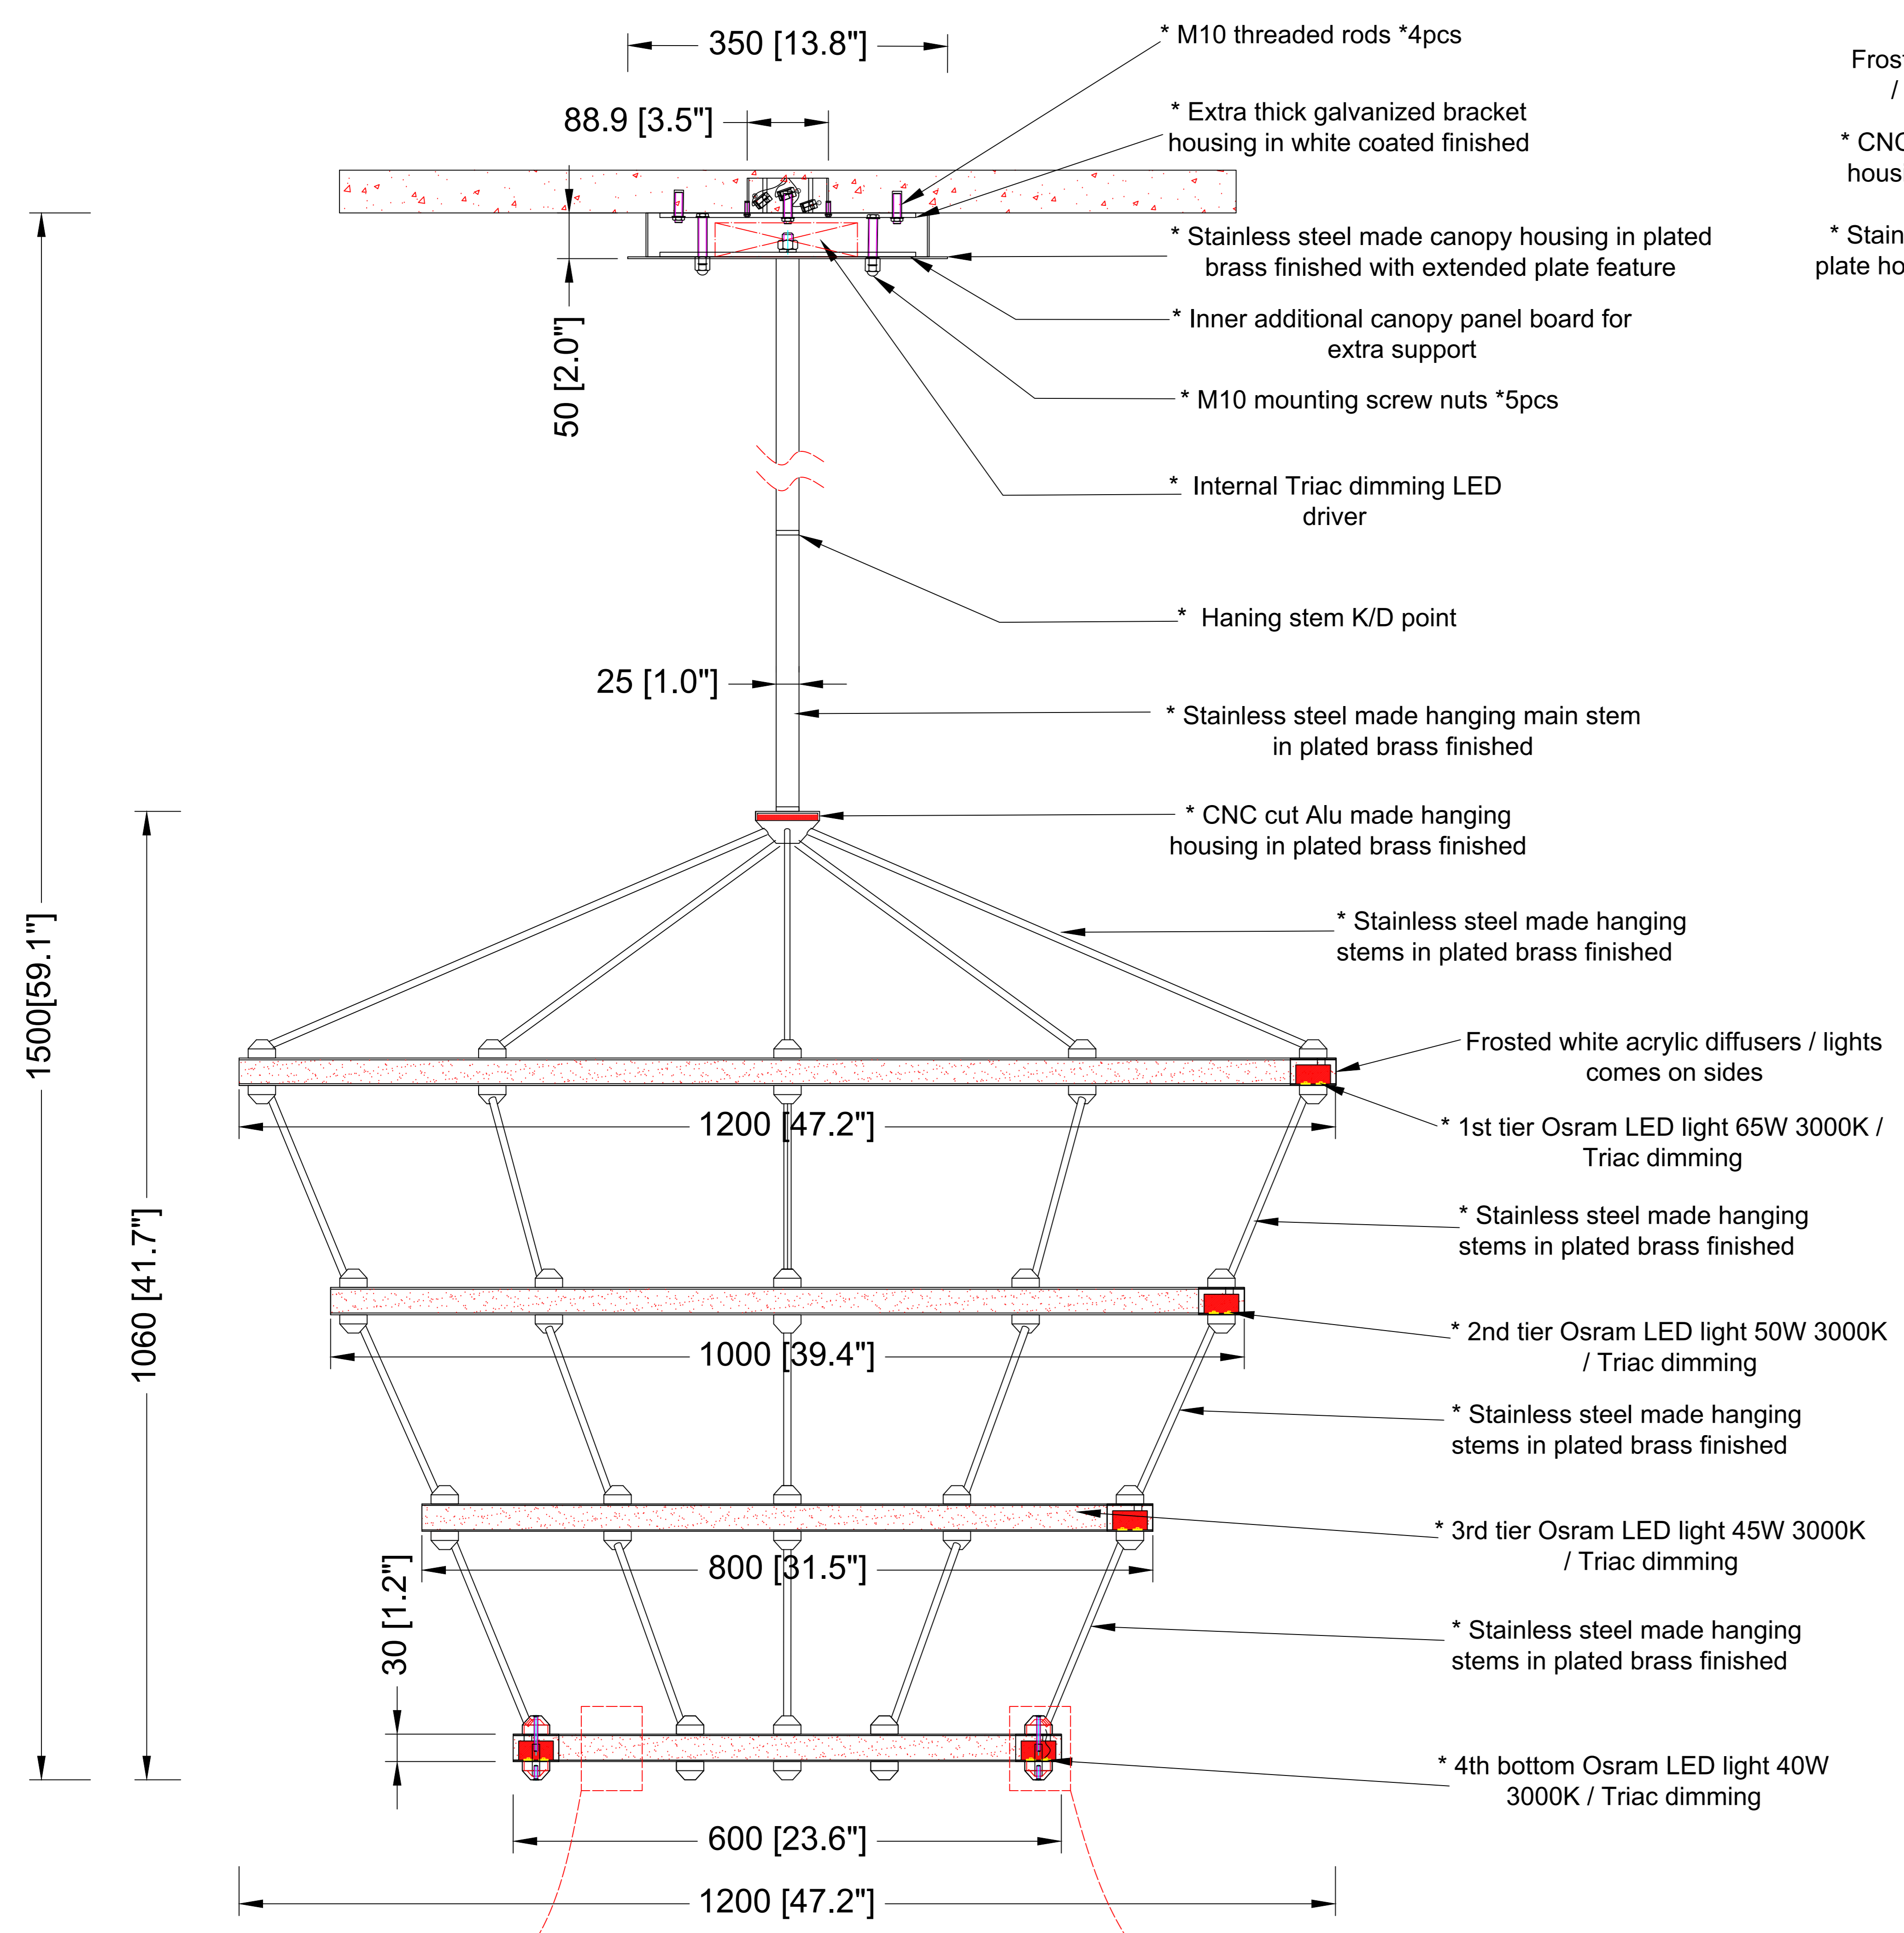 350 [13.8"]
88.9 [3.5"]
50 [2.0"]
25 [1.0"]
1500[59.1"]
1060 [41.7"]
1200 [47.2"]
1000 [39.4"]
800 [31.5"]
30 [1.2"]
600 [23.6"]
1200 [47.2"]
* M10 threaded rods *4pcs
* Extra thick galvanized bracket
housing in white coated finished
* Stainless steel made canopy housing in plated
brass finished with extended plate feature
* Inner additional canopy panel board for
extra support
* M10 mounting screw nuts *5pcs
* Internal Triac dimming LED
driver
* Haning stem K/D point
* Stainless steel made hanging main stem
in plated brass finished
* CNC cut Alu made hanging
housing in plated brass finished
* Stainless steel made hanging
stems in plated brass finished
Frosted white acrylic diffusers / lights
comes on sides
* 1st tier Osram LED light 65W 3000K /
Triac dimming
* Stainless steel made hanging
stems in plated brass finished
* 2nd tier Osram LED light 50W 3000K
/ Triac dimming
* Stainless steel made hanging
stems in plated brass finished
* 3rd tier Osram LED light 45W 3000K
/ Triac dimming
* Stainless steel made hanging
stems in plated brass finished
* 4th bottom Osram LED light 40W
3000K / Triac dimming
/
* CNC
*
plate